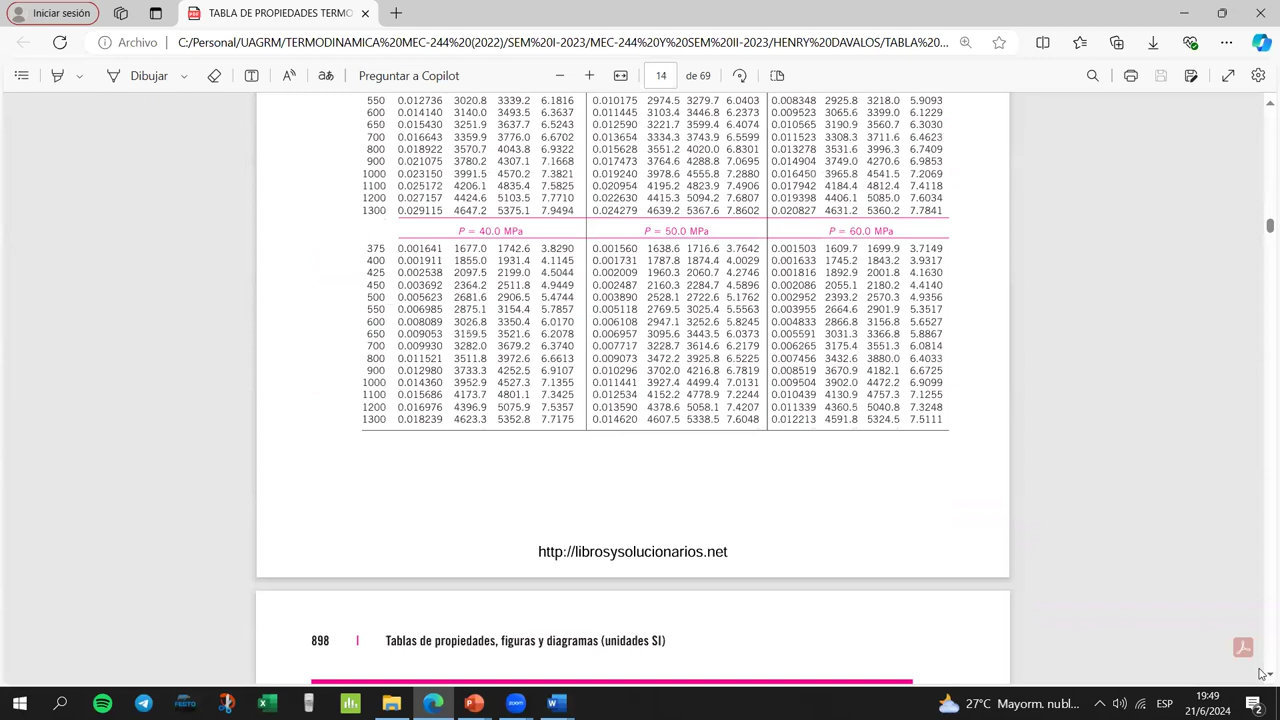 Iniciar sesión
TABLA DE PROPIEDADES TERMO
Archivo
C:/Personal/UAGRM/TERMODINAMICA%20MEC-244%20(2022)/SEM%20I-2023/MEC-244%20Y%20SEM%20II-2023/HENRY%20DAVALOS/TABLA%20...
Dibujar
Preguntar a Copilot
14 de 69
550 0.012736 3020.8 3339.2 6.1816 0.010175 2974.5 3279.7 6.0403 0.008348 2925.8 3218.0 5.9093
600 0.014140 3140.0 3493.5 6.3637 0.011445 3103.4 3446.8 6.2373 0.009523 3065.6 3399.0 6.1229
650 0.015430 3251.9 3637.7 6.5243 0.012590 3221.7 3599.4 6.4074 0.010565 3190.9 3560.7 6.3030
700 0.016643 3359.9 3776.0 6.6702 0.013654 3334.3 3743.9 6.5599 0.011523 3308.3 3711.6 6.4623
800 0.018922 3570.7 4043.8 6.9322 0.015628 3551.2 4020.0 6.8301 0.013278 3531.6 3996.3 6.7409
900 0.021075 3780.2 4307.1 7.1668 0.017473 3764.6 4288.8 7.0695 0.014904 3749.0 4270.6 6.9853
1000 0.023150 3991.5 4570.2 7.3821 0.019240 3978.6 4555.8 7.2880 0.016450 3965.8 4541.5 7.2069
1100 0.025172 4206.1 4835.4 7.5825 0.020954 4195.2 4823.9 7.4906 0.017942 4184.4 4812.4 7.4118
1200 0.027157 4424.6 5103.5 7.7710 0.022630 4415.3 5094.2 7.6807 0.019398 4406.1 5085.0 7.6034
1300 0.029115 4647.2 5375.1 7.9494 0.024279 4639.2 5367.6 7.8602 0.020827 4631.2 5360.2 7.7841
P = 40.0 MPa P = 50.0 MPa P = 60.0 MPa
375 0.001641 1677.0 1742.6 3.8290 0.001560 1638.6 1716.6 3.7642 0.001503 1609.7 1699.9 3.7149
400 0.001911 1855.0 1931.4 4.1145 0.001731 1787.8 1874.4 4.0029 0.001633 1745.2 1843.2 3.9317
425 0.002538 2097.5 2199.0 4.5044 0.002009 1960.3 2060.7 4.2746 0.001816 1892.9 2001.8 4.1630
450 0.003692 2364.2 2511.8 4.9449 0.002487 2160.3 2284.7 4.5896 0.002086 2055.1 2180.2 4.4140
500 0.005623 2681.6 2906.5 5.4744 0.003890 2528.1 2722.6 5.1762 0.002952 2393.2 2570.3 4.9356
550 0.006985 2875.1 3154.4 5.7857 0.005118 2769.5 3025.4 5.5563 0.003955 2664.6 2901.9 5.3517
600 0.008089 3026.8 3350.4 6.0170 0.006108 2947.1 3252.6 5.8245 0.004833 2866.8 3156.8 5.6527
650 0.009053 3159.5 3521.6 6.2078 0.006957 3095.6 3443.5 6.0373 0.005591 3031.3 3366.8 5.8867
700 0.009930 3282.0 3679.2 6.3740 0.007717 3228.7 3614.6 6.2179 0.006265 3175.4 3551.3 6.0814
800 0.011521 3511.8 3972.6 6.6613 0.009073 3472.2 3925.8 6.5225 0.007456 3432.6 3880.0 6.4033
900 0.012980 3733.3 4252.5 6.9107 0.010296 3702.0 4216.8 6.7819 0.008519 3670.9 4182.1 6.6725
1000 0.014360 3952.9 4527.3 7.1355 0.011441 3927.4 4499.4 7.0131 0.009504 3902.0 4472.2 6.9099
1100 0.015686 4173.7 4801.1 7.3425 0.012534 4152.2 4778.9 7.2244 0.010439 4130.9 4757.3 7.1255
1200 0.016976 4396.9 5075.9 7.5357 0.013590 4378.6 5058.1 7.4207 0.011339 4360.5 5040.8 7.3248
1300 0.018239 4623.3 5352.8 7.7175 0.014620 4607.5 5338.5 7.6048 0.012213 4591.8 5324.5 7.5111
http://librosysolucionarios.net
898 | Tablas de propiedades, figuras y diagramas (unidades SI)
FESTO
zoom
27°C Mayorm. nubl...
ESP
19:49
21/6/2024
2